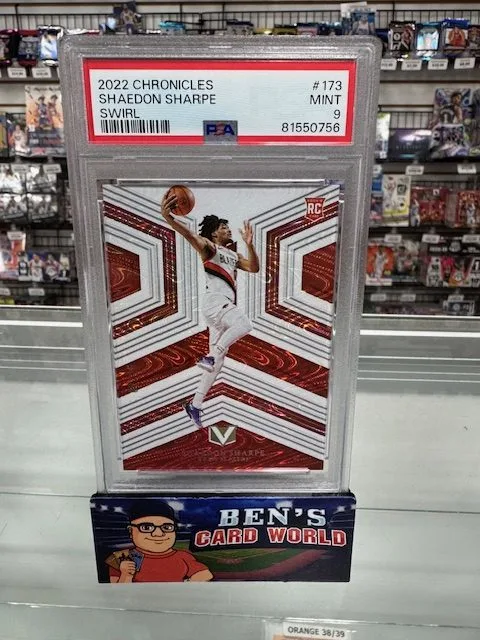 2022 CHRONICLES #173
SHAEDON SHARPE MINT
SWIRL 9
PSA 81550756
RC
SHAEDON SHARPE
BEN'S
CARD WORLD
ORANGE 38/39